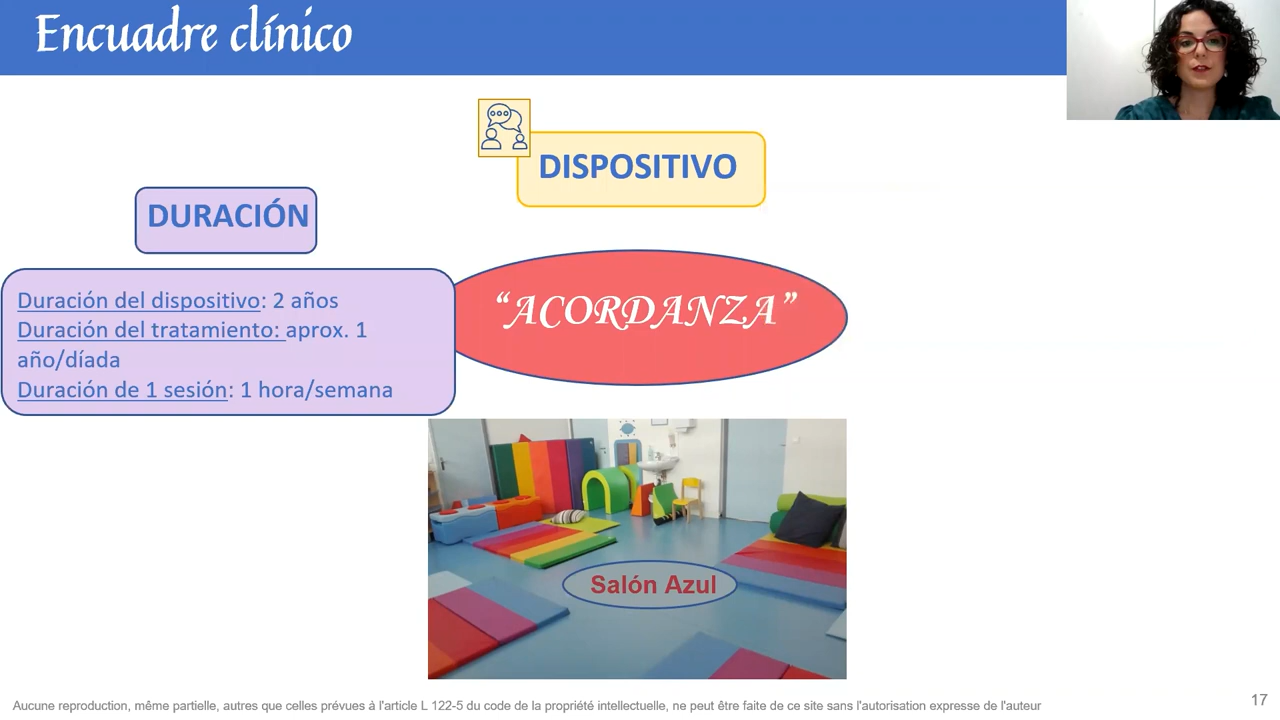 Encuadre clínico
DISPOSITIVO
DURACIÓN
Duración del dispositivo: 2 años
Duración del tratamiento: aprox. 1
año/díada
Duración de 1 sesión: 1 hora/semana
“ACORDANZA”
Salón Azul
Aucune reproduction, même partielle, autres que celles prévues à l'article L 122-5 du code de la propriété intellectuelle, ne peut être faite de ce site sans l'autorisation expresse de l'auteur
17